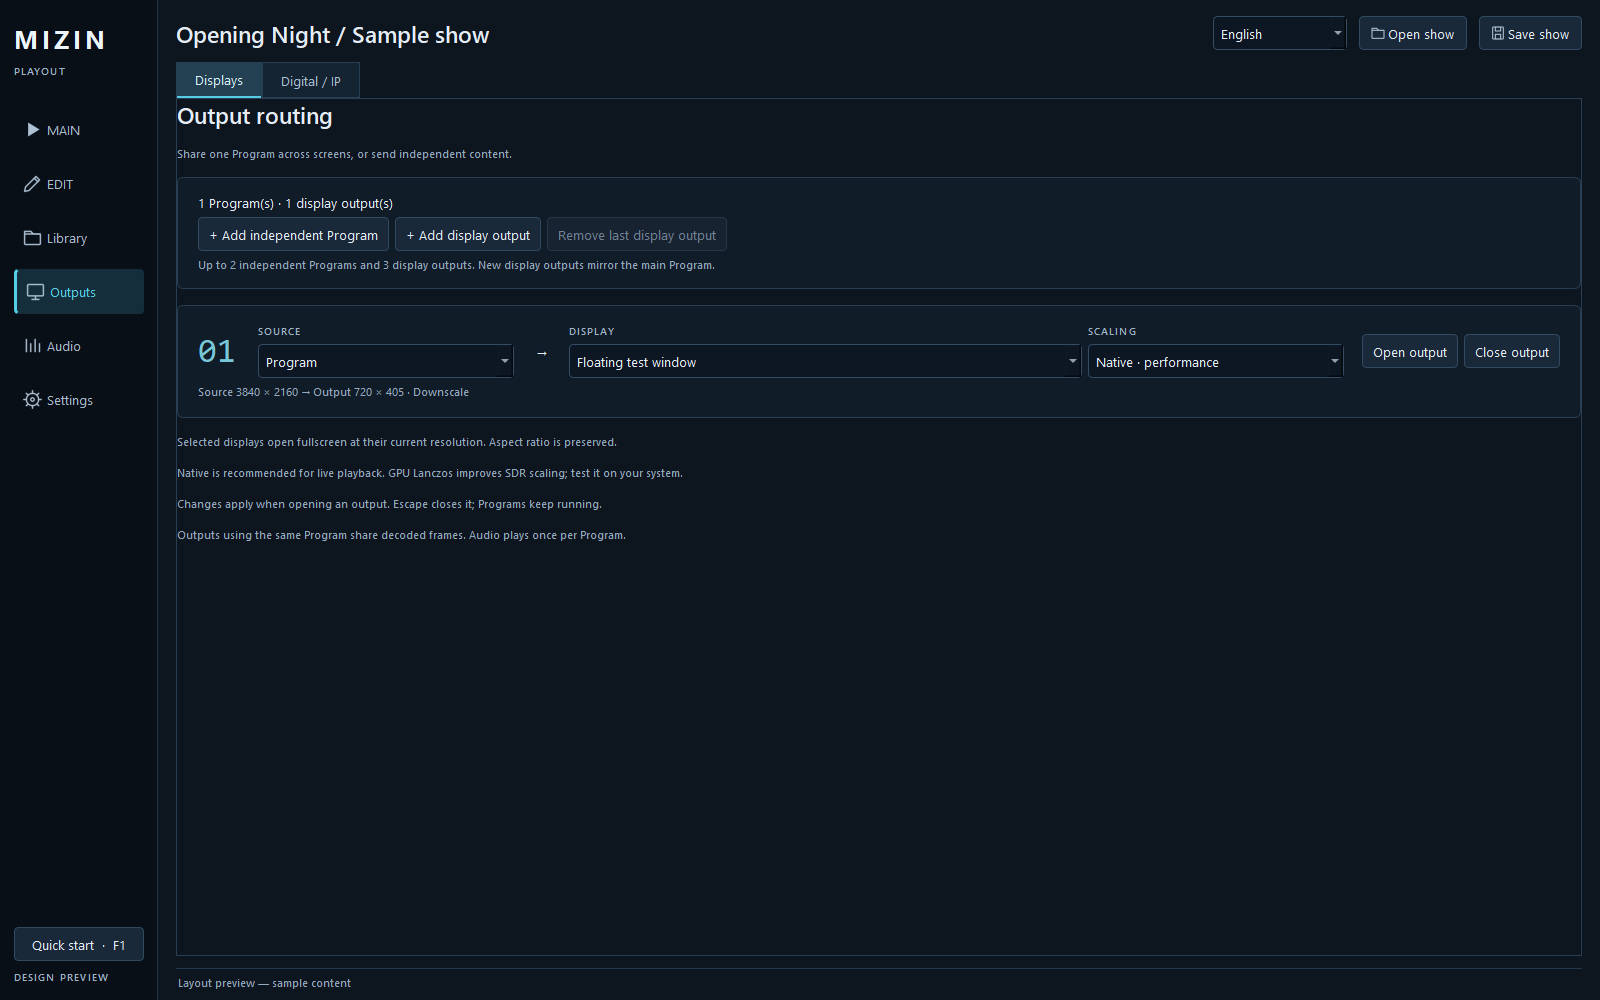 MIZIN
PLAYOUT
MAIN
EDIT
Library
Outputs
Audio
Settings
Quick start · F1
DESIGN PREVIEW
Opening Night / Sample show
English
Open show
Save show
Displays
Digital / IP
Output routing
Share one Program across screens, or send independent content.
1 Program(s) · 1 display output(s)
+ Add independent Program
+ Add display output
Remove last display output
Up to 2 independent Programs and 3 display outputs. New display outputs mirror the main Program.
01
SOURCE
Program
→
DISPLAY
Floating test window
SCALING
Native · performance
Open output
Close output
Source 3840 × 2160 → Output 720 × 405 · Downscale
Selected displays open fullscreen at their current resolution. Aspect ratio is preserved.
Native is recommended for live playback. GPU Lanczos improves SDR scaling; test it on your system.
Changes apply when opening an output. Escape closes it; Programs keep running.
Outputs using the same Program share decoded frames. Audio plays once per Program.
Layout preview — sample content